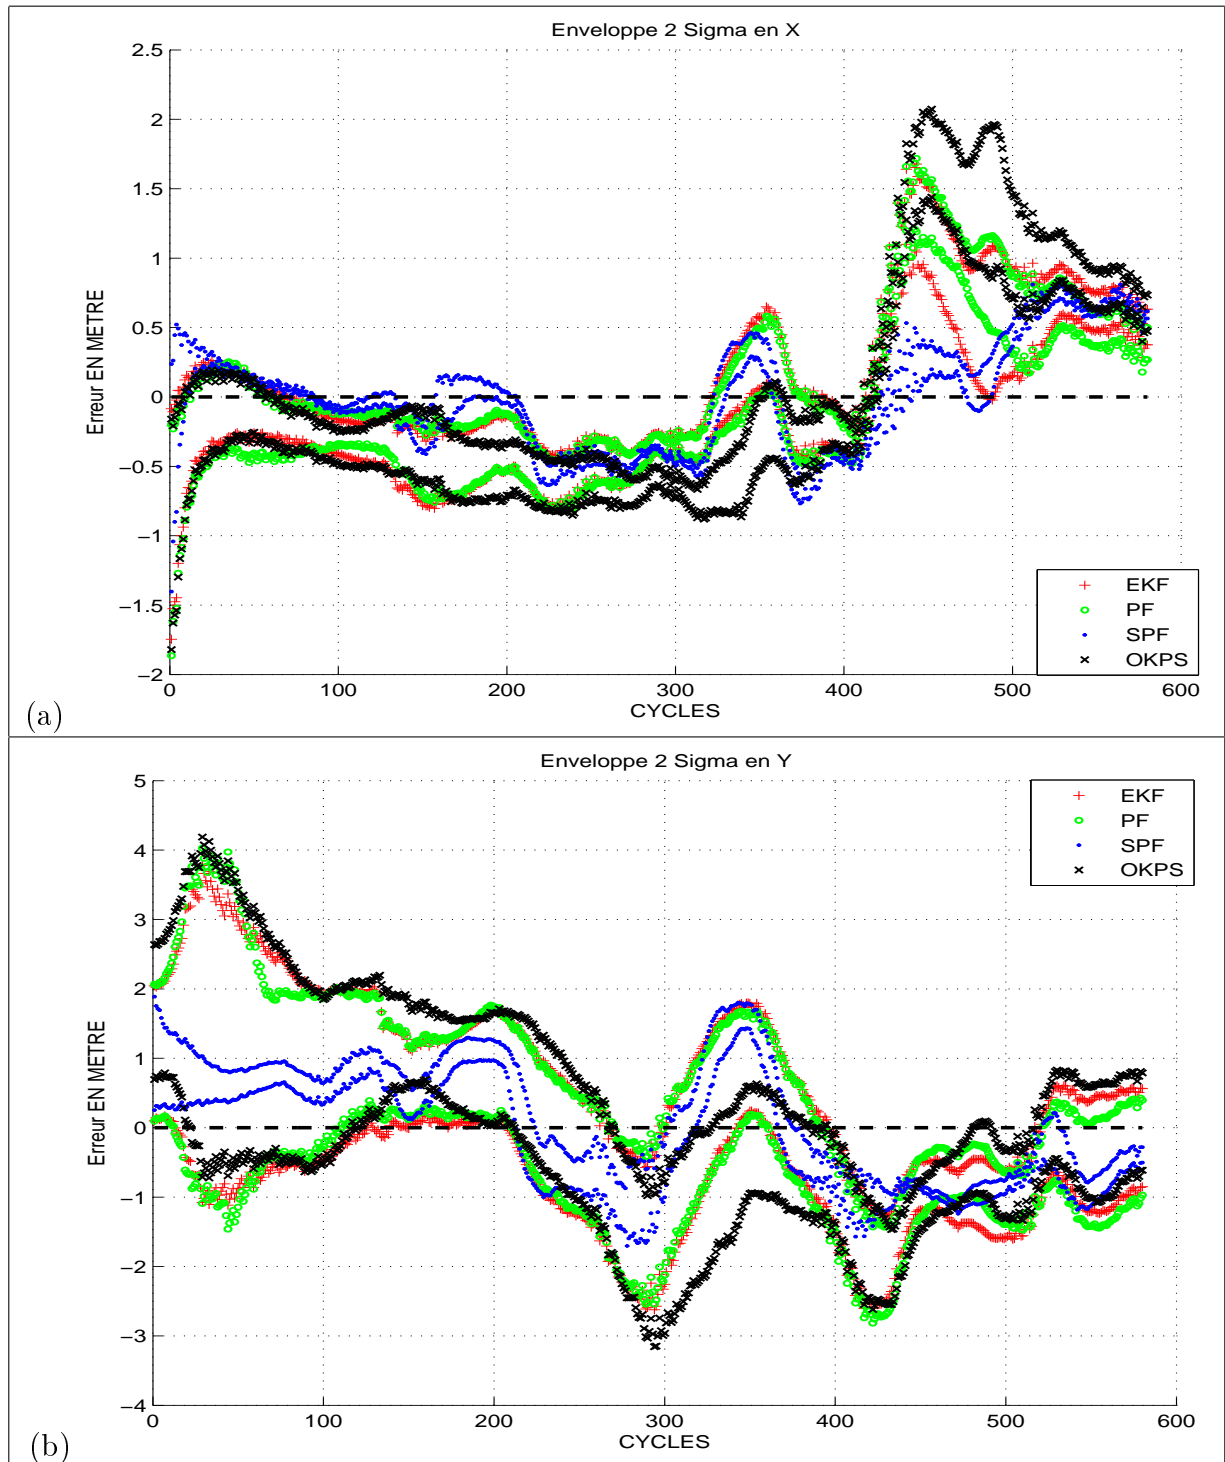 Enveloppe 2 Sigma en X
2.5
2
1.5
1
0.5
0
−0.5
−1
−1.5
−2
Erreur EN METRE
0
100
200
300
400
500
600
CYCLES
EKF
PF
SPF
OKPS
(a)
Enveloppe 2 Sigma en Y
5
4
3
2
1
0
−1
−2
−3
−4
Erreur EN METRE
0
100
200
300
400
500
600
CYCLES
EKF
PF
SPF
OKPS
(b)